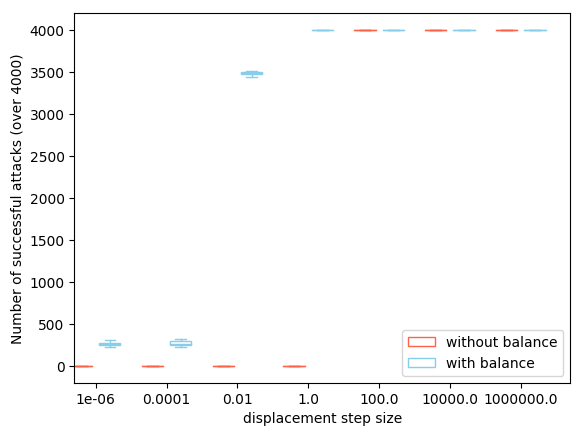 Number of successful attacks (over 4000)
4000
3500
3000
2500
2000
1500
1000
500
0
1e-06 0.0001 0.01 1.0 100.0 10000.0 1000000.0
displacement step size
without balance
with balance